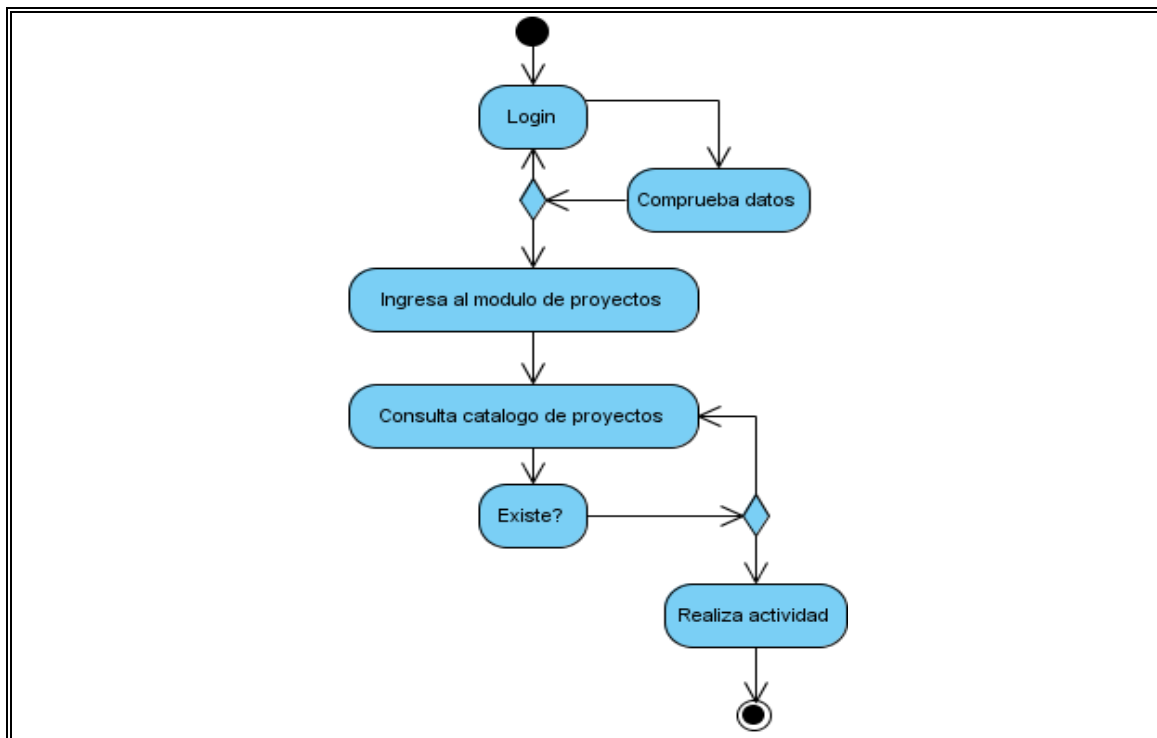 Login
Comprueba datos
Ingresa al modulo de proyectos
Consulta catalogo de proyectos
Existe?
Realiza actividad